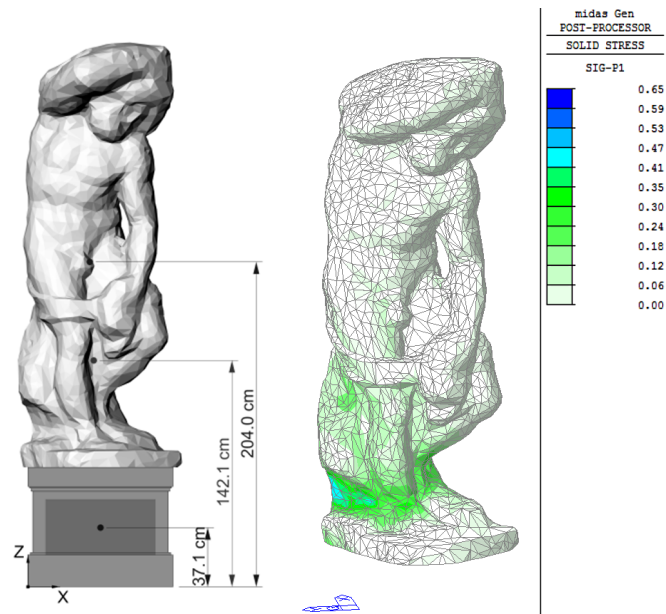 midas Gen
POST-PROCESSOR
SOLID STRESS
SIG-P1
0.65
0.59
0.53
0.47
0.41
0.35
0.30
0.24
0.18
0.12
0.06
0.00
204.0 cm
142.1 cm
37.1 cm
Z
X